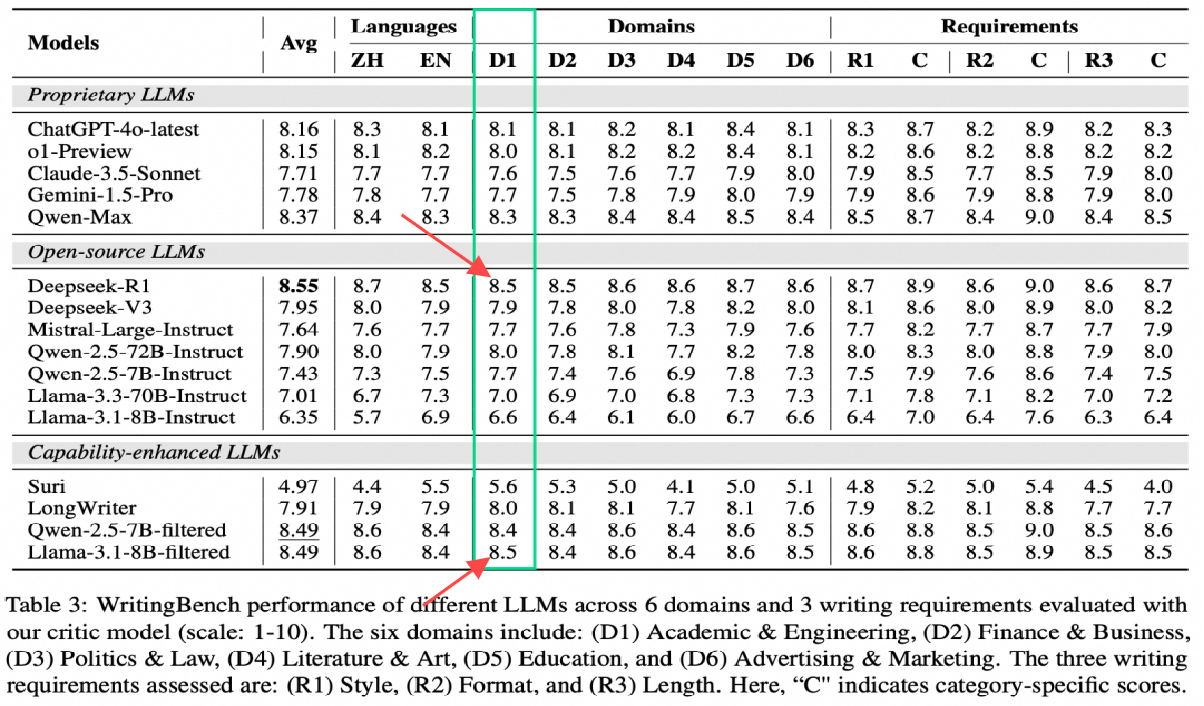 Models Avg Languages Domains Requirements
ZH EN D1 D2 D3 D4 D5 D6 R1 C R2 C R3 C
Proprietary LLMs
ChatGPT-4o-latest 8.16 8.3 8.1 8.1 8.1 8.2 8.1 8.4 8.1 8.3 8.7 8.2 8.9 8.2 8.3
o1-Preview 8.15 8.1 8.2 8.0 8.1 8.2 8.2 8.4 8.1 8.2 8.6 8.2 8.8 8.2 8.2
Claude-3.5-Sonnet 7.71 7.7 7.7 7.6 7.5 7.6 7.7 7.9 8.0 7.9 8.5 7.7 8.5 7.9 8.0
Gemini-1.5-Pro 7.78 7.8 7.7 7.7 7.5 7.8 7.9 8.0 7.9 7.9 8.6 7.9 8.8 7.9 8.0
Qwen-Max 8.37 8.4 8.3 8.3 8.3 8.4 8.4 8.5 8.4 8.5 8.7 8.4 9.0 8.4 8.5
Open-source LLMs
Deepseek-R1 8.55 8.7 8.5 8.5 8.5 8.6 8.6 8.7 8.6 8.7 8.9 8.6 9.0 8.6 8.7
Deepseek-V3 7.95 8.0 7.9 7.9 7.8 8.0 7.8 8.2 8.0 8.1 8.6 8.0 8.9 8.0 8.2
Mistral-Large-Instruct 7.64 7.6 7.7 7.7 7.6 7.8 7.3 7.9 7.6 7.7 8.2 7.7 8.7 7.7 7.9
Qwen-2.5-72B-Instruct 7.90 8.0 7.9 8.0 7.8 8.1 7.7 8.2 7.8 8.0 8.3 8.0 8.8 7.9 8.0
Qwen-2.5-7B-Instruct 7.43 7.3 7.5 7.7 7.4 7.6 6.9 7.8 7.3 7.5 7.9 7.6 8.6 7.4 7.5
Llama-3.3-70B-Instruct 7.01 6.7 7.3 7.0 6.9 7.0 6.8 7.3 7.3 7.1 7.8 7.1 8.2 7.0 7.2
Llama-3.1-8B-Instruct 6.35 5.7 6.9 6.6 6.4 6.1 6.0 6.7 6.6 6.4 7.0 6.4 7.6 6.3 6.4
Capability-enhanced LLMs
Suri 4.97 4.4 5.5 5.6 5.3 5.0 4.1 5.0 5.1 4.8 5.2 5.0 5.4 4.5 4.0
LongWriter 7.91 7.9 7.9 8.0 8.1 8.1 7.7 8.1 7.6 7.9 8.2 8.1 8.8 7.7 7.7
Qwen-2.5-7B-filtered 8.49 8.6 8.4 8.4 8.4 8.6 8.4 8.6 8.5 8.6 8.8 8.5 9.0 8.5 8.6
Llama-3.1-8B-filtered 8.49 8.6 8.4 8.5 8.4 8.6 8.4 8.6 8.5 8.6 8.8 8.5 8.9 8.5 8.5
Table 3: WritingBench performance of different LLMs across 6 domains and 3 writing requirements evaluated with
our critic model (scale: 1-10). The six domains include: (D1) Academic & Engineering, (D2) Finance & Business,
(D3) Politics & Law, (D4) Literature & Art, (D5) Education, and (D6) Advertising & Marketing. The three writing
requirements assessed are: (R1) Style, (R2) Format, and (R3) Length. Here, “C" indicates category-specific scores.